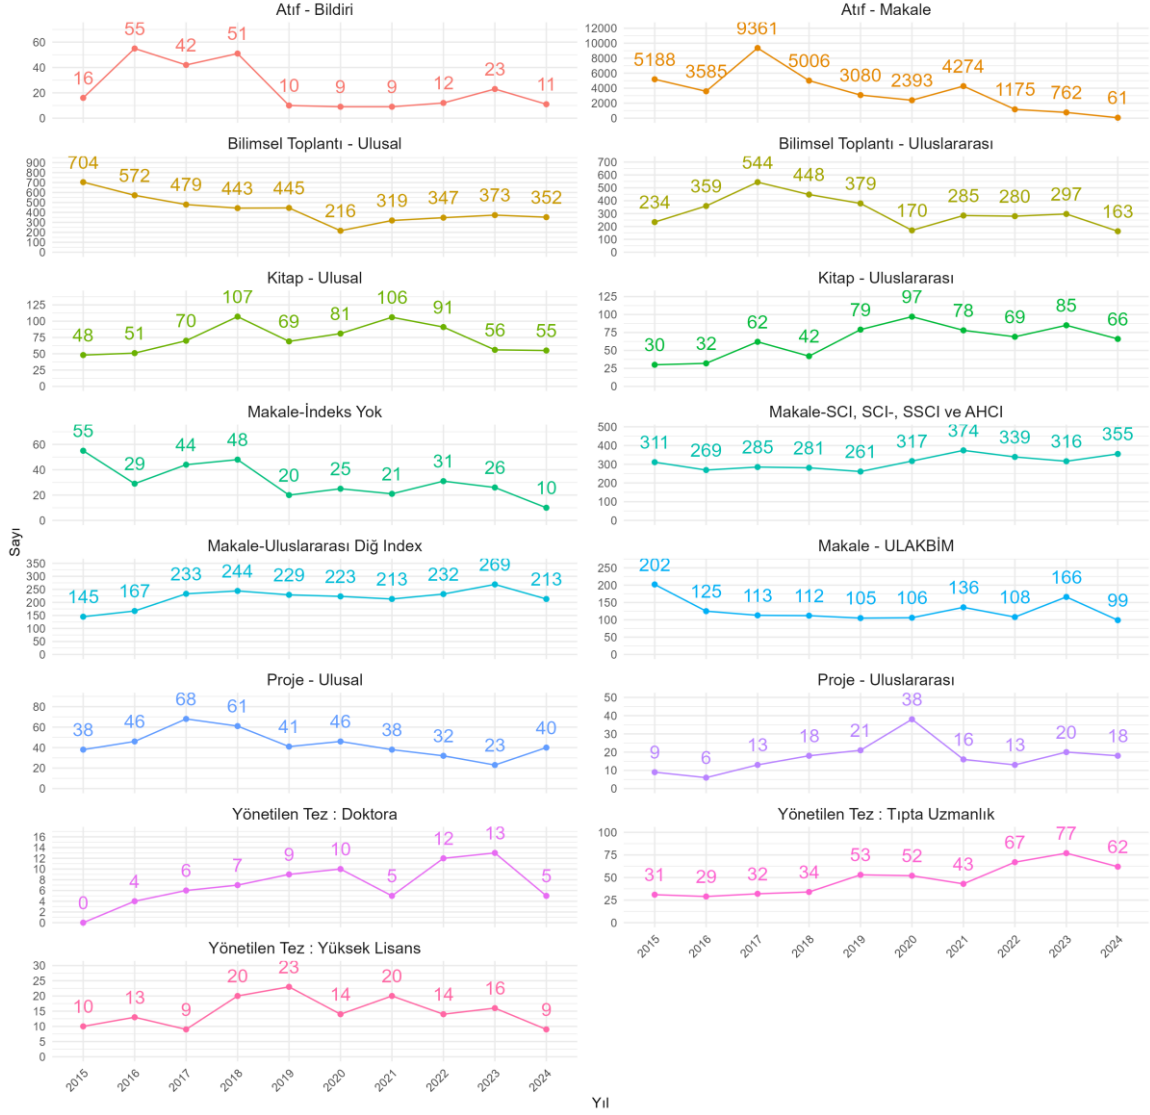 Atıf - Bildiri
60
40
20
0
16 55 42 51 10 9 9 12 23 11
Atıf - Makale
12000
10000
8000
6000
4000
2000
0
5188 3585 9361 5006 3080 2393 4274 1175 762 61
Bilimsel Toplantı - Ulusal
900
800
700
600
500
400
300
200
100
0
704 572 479 443 445 216 319 347 373 352
Bilimsel Toplantı - Uluslararası
700
600
500
400
300
200
100
0
234 359 544 448 379 170 285 280 297 163
Kitap - Ulusal
125
100
75
50
25
0
48 51 70 107 69 81 106 91 56 55
Kitap - Uluslararası
125
100
75
50
25
0
30 32 62 42 79 97 78 69 85 66
Makale-İndeks Yok
60
40
20
0
55 29 44 48 20 25 21 31 26 10
Makale-SCI, SCI-, SSCI ve AHCI
500
400
300
200
100
0
311 269 285 281 261 317 374 339 316 355
Sayı
Makale-Uluslararası Diğ Index
350
300
250
200
150
100
50
0
145 167 233 244 229 223 213 232 269 213
Makale - ULAKBİM
250
200
150
100
50
0
202 125 113 112 105 106 136 108 166 99
Proje - Ulusal
80
60
40
20
0
38 46 68 61 41 46 38 32 23 40
Proje - Uluslararası
50
40
30
20
10
0
9 6 13 18 21 38 16 13 20 18
Yönetilen Tez : Doktora
16
14
12
10
8
6
4
2
0
0 4 6 7 9 10 5 12 13 5
Yönetilen Tez : Tıpta Uzmanlık
100
75
50
25
0
31 29 32 34 53 52 43 67 77 62
2015 2016 2017 2018 2019 2020 2021 2022 2023 2024
Yönetilen Tez : Yüksek Lisans
30
25
20
15
10
5
0
10 13 9 20 23 14 20 14 16 9
2015 2016 2017 2018 2019 2020 2021 2022 2023 2024
Yıl